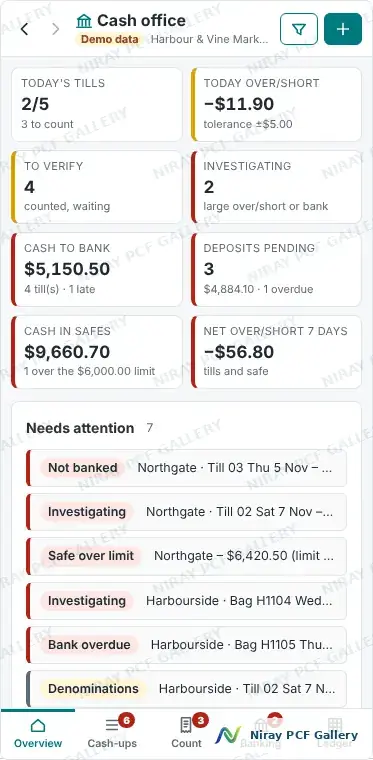 Cash office
Demo data Harbour & Vine Mark...
TODAY'S TILLS
2/5
3 to count
TODAY OVER/SHORT
−$11.90
tolerance ±$5.00
TO VERIFY
4
counted, waiting
INVESTIGATING
2
large over/short or bank
CASH TO BANK
$5,150.50
4 till(s) · 1 late
DEPOSITS PENDING
3
$4,884.10 · 1 overdue
CASH IN SAFES
$9,660.70
1 over the $6,000.00 limit
NET OVER/SHORT 7 DAYS
−$56.80
tills and safe
Needs attention 7
Not banked Northgate · Till 03 Thu 5 Nov – ...
Investigating Northgate · Till 02 Sat 7 Nov –...
Safe over limit Northgate – $6,420.50 (limit ...
Investigating Harbourside · Bag H1104 Wed...
Bank overdue Harbourside · Bag H1105 Thu...
Denominations Harbourside · Till 02 Sat 7 N...
6 3 2
Overview Cash-ups Count Banking Ledger
Niray PCF Gallery
NIRAY PCF GALLERY